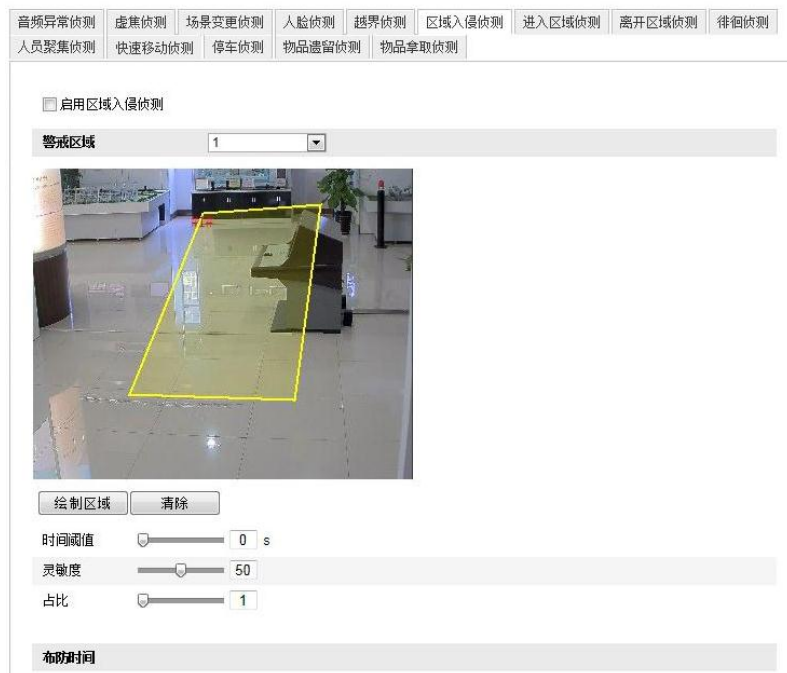 音频异常侦测 虚焦侦测 场景变更侦测 人脸侦测 越界侦测 区域入侵侦测 进入区域侦测 离开区域侦测 徘徊侦测
人员聚集侦测 快速移动侦测 停车侦测 物品遗留侦测 物品拿取侦测
启用区域入侵侦测
警戒区域 1
绘制区域 清除
时间阈值 0 s
灵敏度 50
占比 1
布防时间